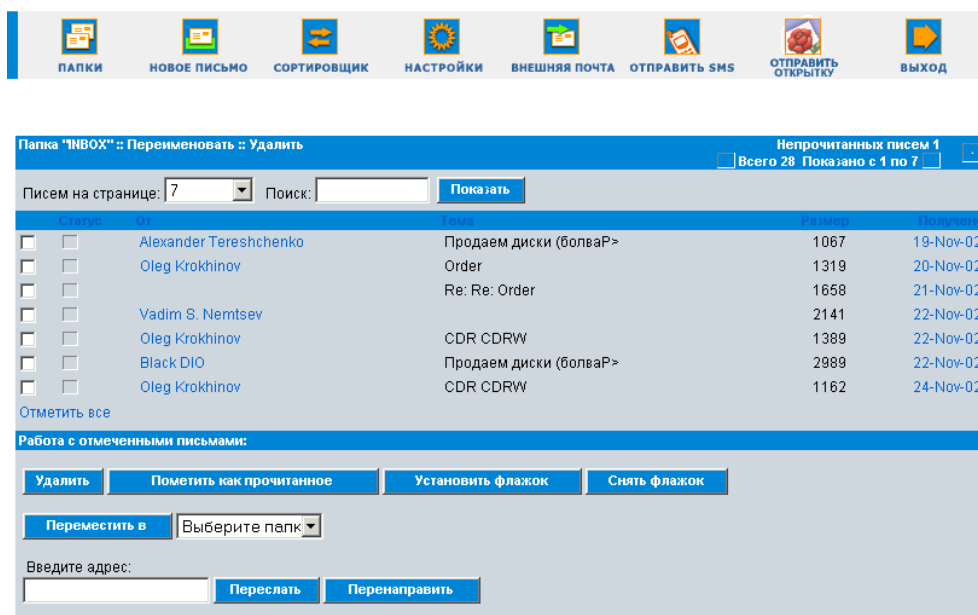 ПАПКИ НОВОЕ ПИСЬМО СОРТИРОВЩИК НАСТРОЙКИ ВНЕШНЯЯ ПОЧТА ОТПРАВИТЬ SMS ОТПРАВИТЬ ОТКРЫТКУ ВЫХОД
Папка "INBOX" :: Переименовать :: Удалить
Непрочитанных писем 1
Всего 28 Показано с 1 по 7
Писем на странице: 7 Поиск: Показать
Статус От Тема Размер Получен
Alexander Tereshchenko Продаем диски (болваР> 1067 19-Nov-02
Oleg Krokhinov Order 1319 20-Nov-02
Re: Re: Order 1658 21-Nov-02
Vadim S. Nemtsev 2141 22-Nov-02
Oleg Krokhinov CDR CDRW 1389 22-Nov-02
Black DIO Продаем диски (болваР> 2989 22-Nov-02
Oleg Krokhinov CDR CDRW 1162 24-Nov-02
Отметить все
Работа с отмеченными письмами:
Удалить Пометить как прочитанное Установить флажок Снять флажок
Переместить в Выберите папк
Введите адрес:
Переслать Перенаправить